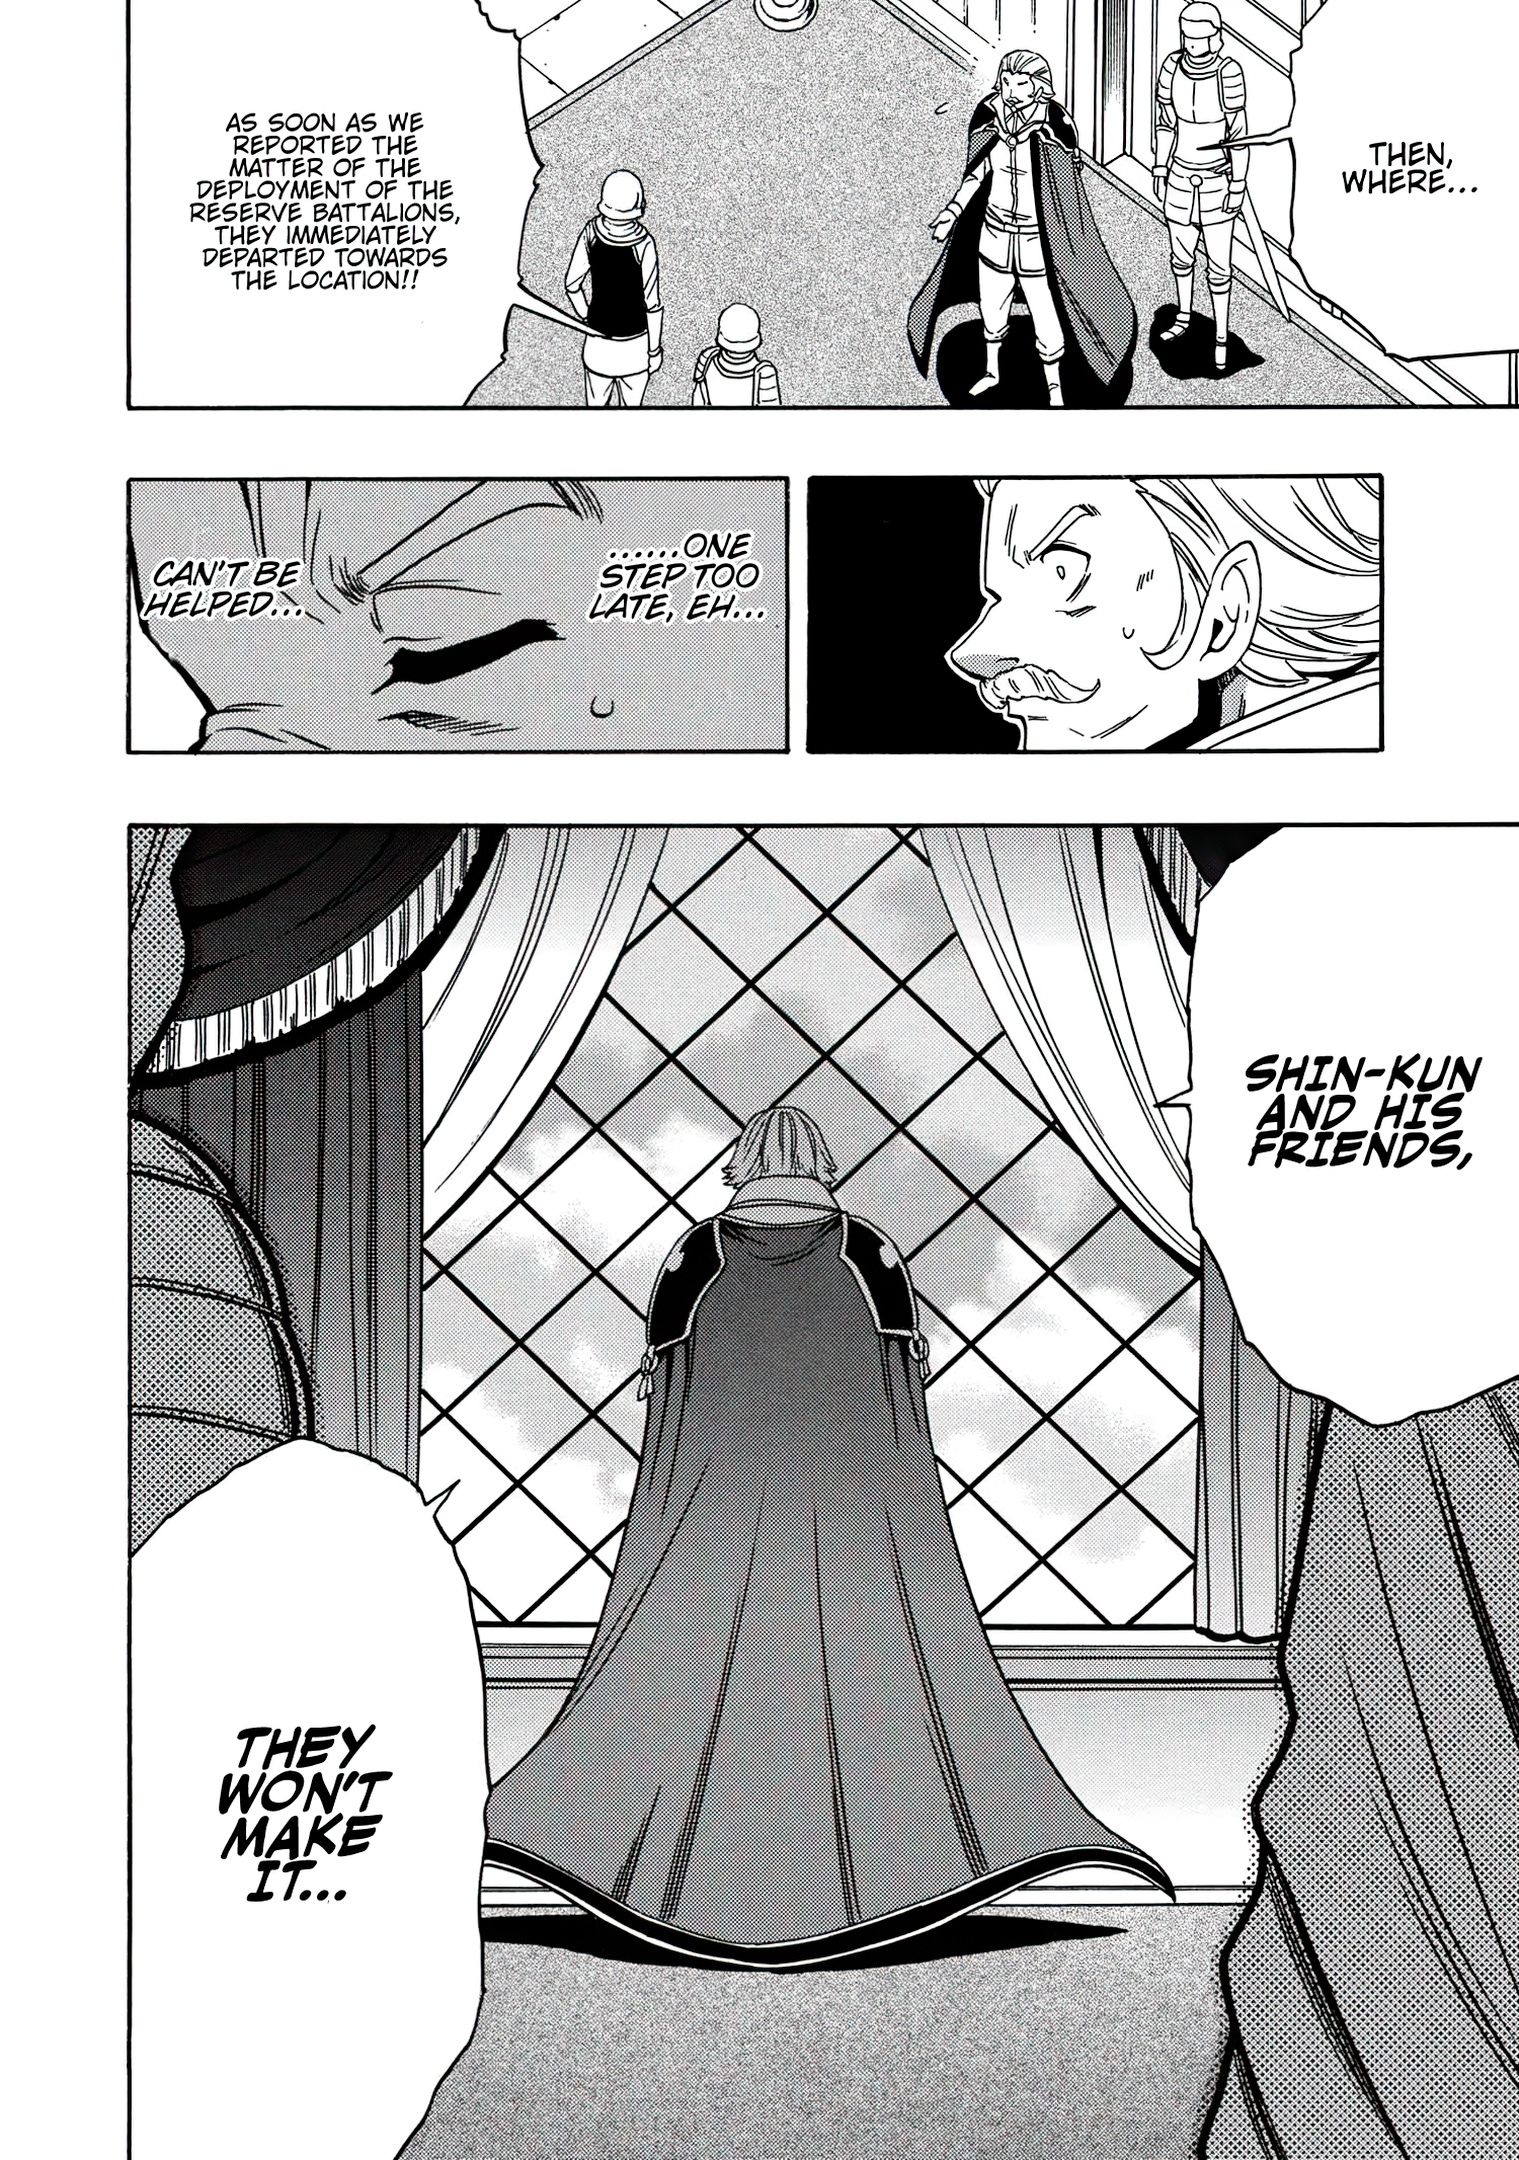 THEN,
WHERE...
AS SOON AS WE
REPORTED THE
MATTER OF THE
DEPLOYMENT OF THE
RESERVE BATTALIONS,
THEY IMMEDIATELY
DEPARTED TOWARDS
THE LOCATION!!
......ONE
STEP TOO
LATE, EH...
CAN'T BE
HELPED...
SHIN-KUN
AND HIS
FRIENDS,
THEY
WON'T
MAKE
IT...